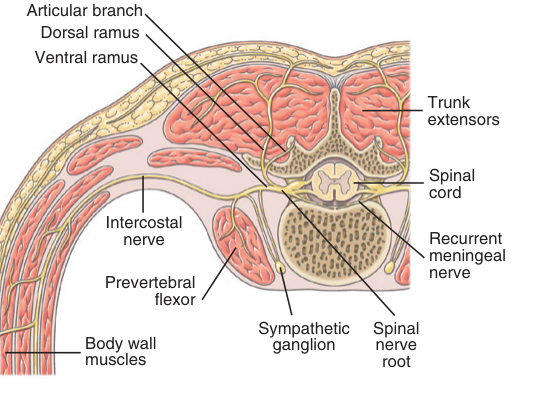 Articular branch
Dorsal ramus
Ventral ramus
Trunk
extensors
Spinal
cord
Intercostal
nerve
Recurrent
meningeal
nerve
Prevertebral
flexor
Sympathetic
ganglion
Spinal
nerve
root
Body wall
muscles